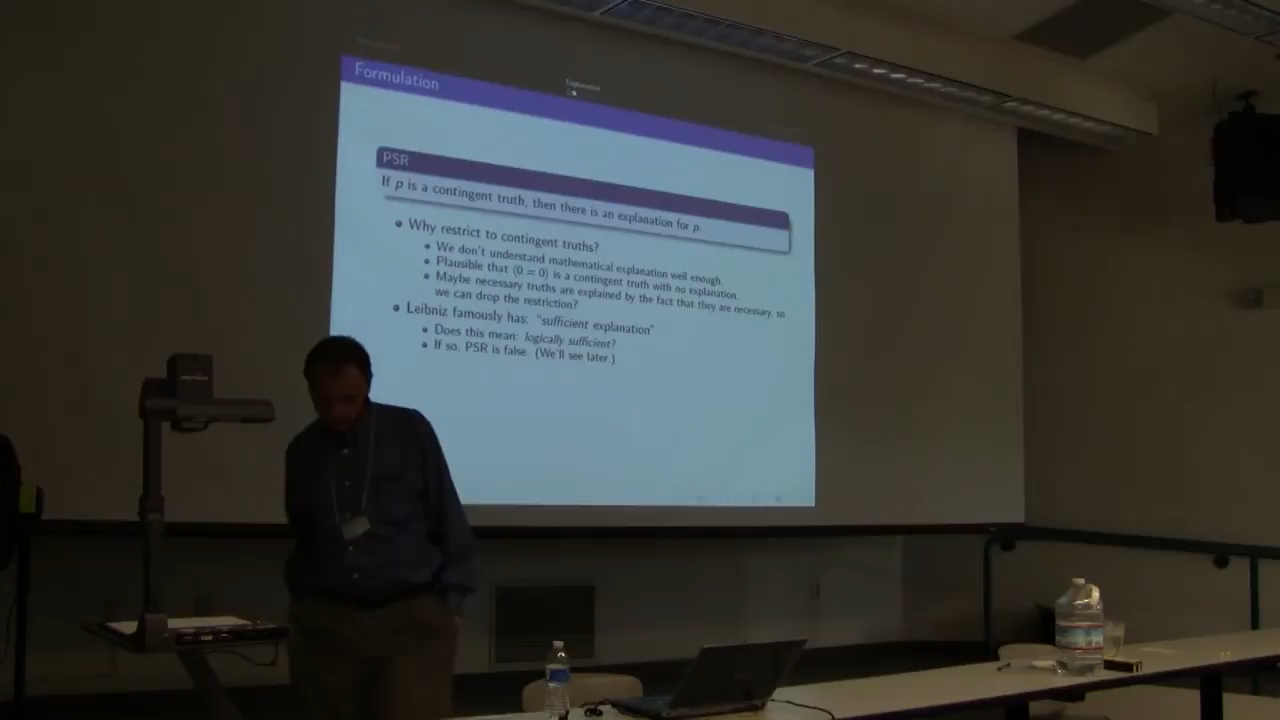 Formulation
Explanation
PSR
If p is a contingent truth, then there is an explanation for p.
Why restrict to contingent truths?
We don't understand mathematical explanation well enough.
Plausible that ⟨0 = 0⟩ is a contingent truth with no explanation.
Maybe necessary truths are explained by the fact that they are necessary, so
we can drop the restriction?
Leibniz famously has: "sufficient explanation"
Does this mean: logically sufficient?
If so, PSR is false. (We'll see later.)